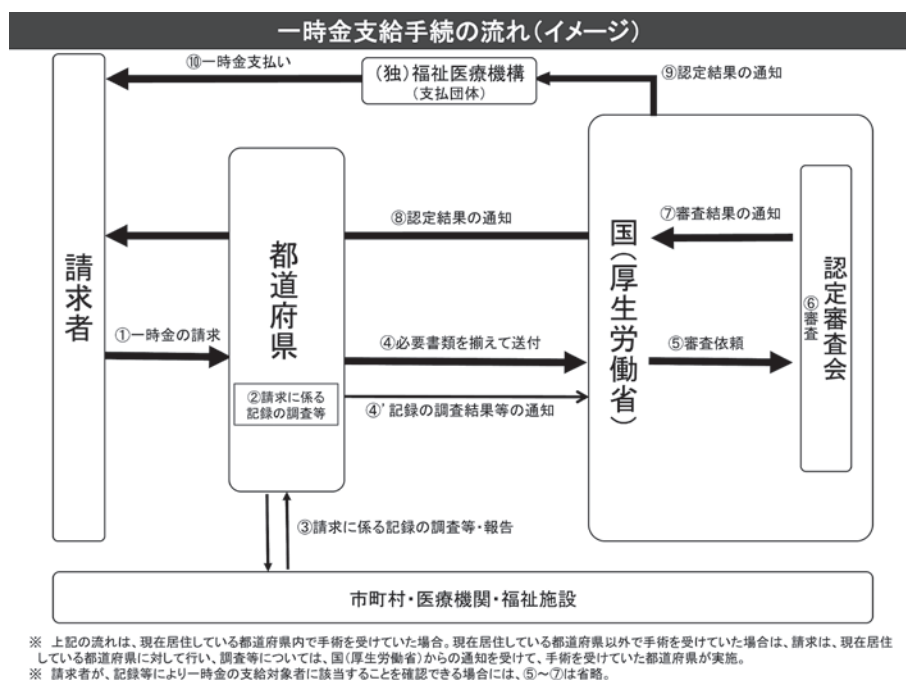 一時金支給手続の流れ(イメージ)
⑩一時金支払い
(独)福祉医療機構
(支払団体)
⑨認定結果の通知
請求者
都道府県
国(厚生労働省)
認定審査会
⑥審査
⑧認定結果の通知
⑦審査結果の通知
①一時金の請求
④必要書類を揃えて送付
⑤審査依頼
②請求に係る
記録の調査等
④'記録の調査結果等の通知
③請求に係る記録の調査等・報告
市町村・医療機関・福祉施設
※ 上記の流れは、現在居住している都道府県内で手術を受けていた場合。現在居住している都道府県以外で手術を受けていた場合は、請求は、現在居住
している都道府県に対して行い、調査等については、国(厚生労働省)からの通知を受けて、手術を受けていた都道府県が実施。
※ 請求者が、記録等により一時金の支給対象者に該当することを確認できる場合には、⑤~⑦は省略。